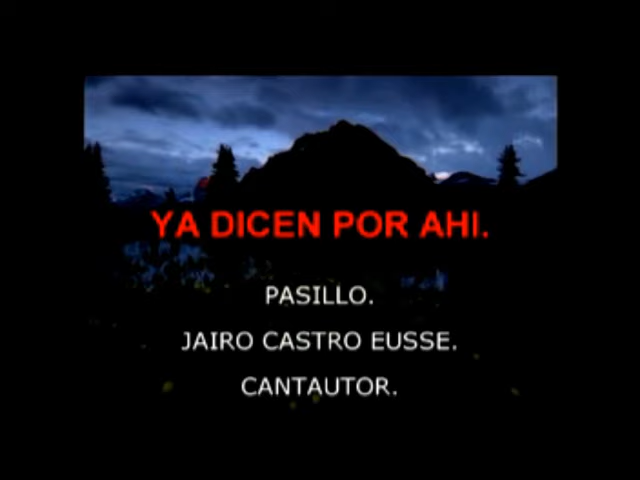 YA DICEN POR AHI.
PASILLO.
JAIRO CASTRO EUSSE.
CANTAUTOR.